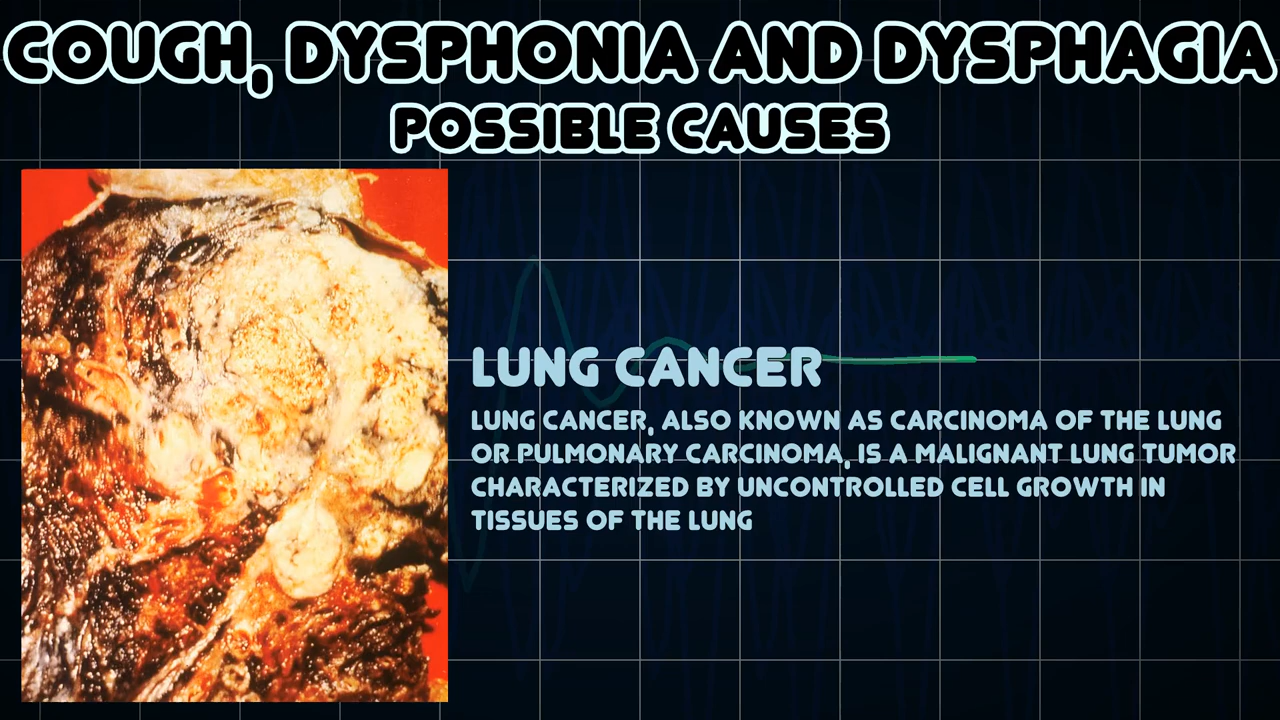 COUGH, DYSPHONIA AND DYSPHAGIA
POSSIBLE CAUSES
LUNG CANCER
LUNG CANCER, ALSO KNOWN AS CARCINOMA OF THE LUNG
OR PULMONARY CARCINOMA, IS A MALIGNANT LUNG TUMOR
CHARACTERIZED BY UNCONTROLLED CELL GROWTH IN
TISSUES OF THE LUNG